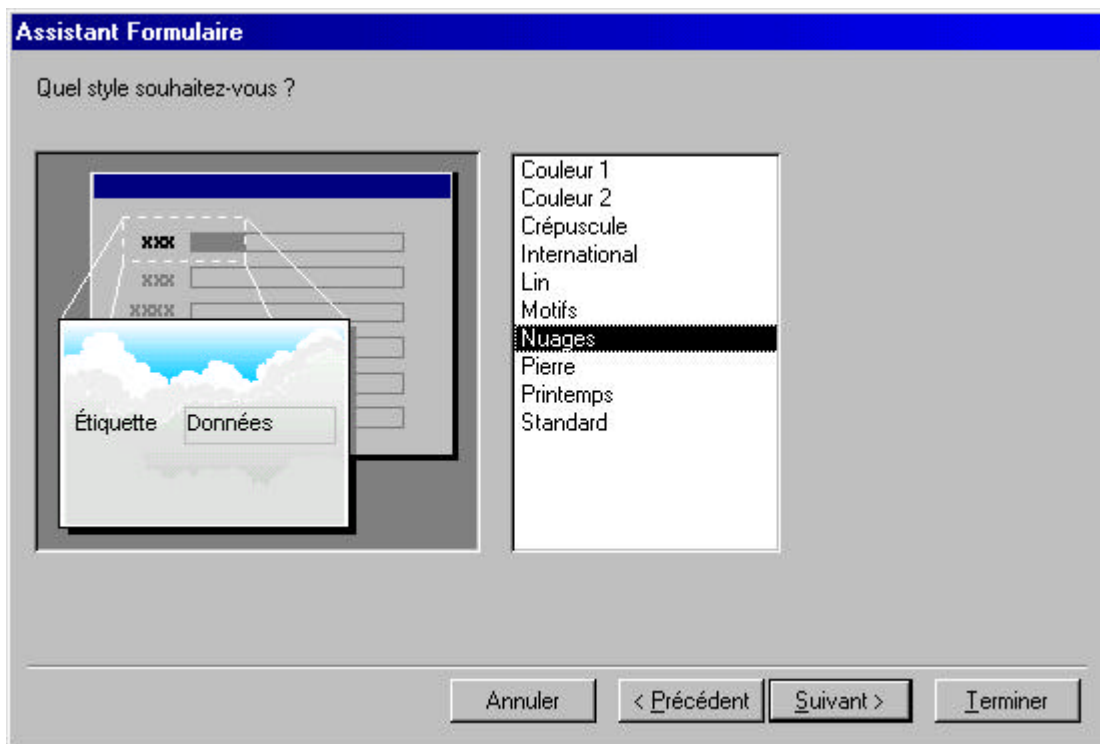 Assistant Formulaire
Quel style souhaitez-vous ?
xxx
xxx
xxxx
Étiquette Données
Couleur 1
Couleur 2
Crépuscule
International
Lin
Motifs
Nuages
Pierre
Printemps
Standard
Annuler < Précédent Suivant > Terminer